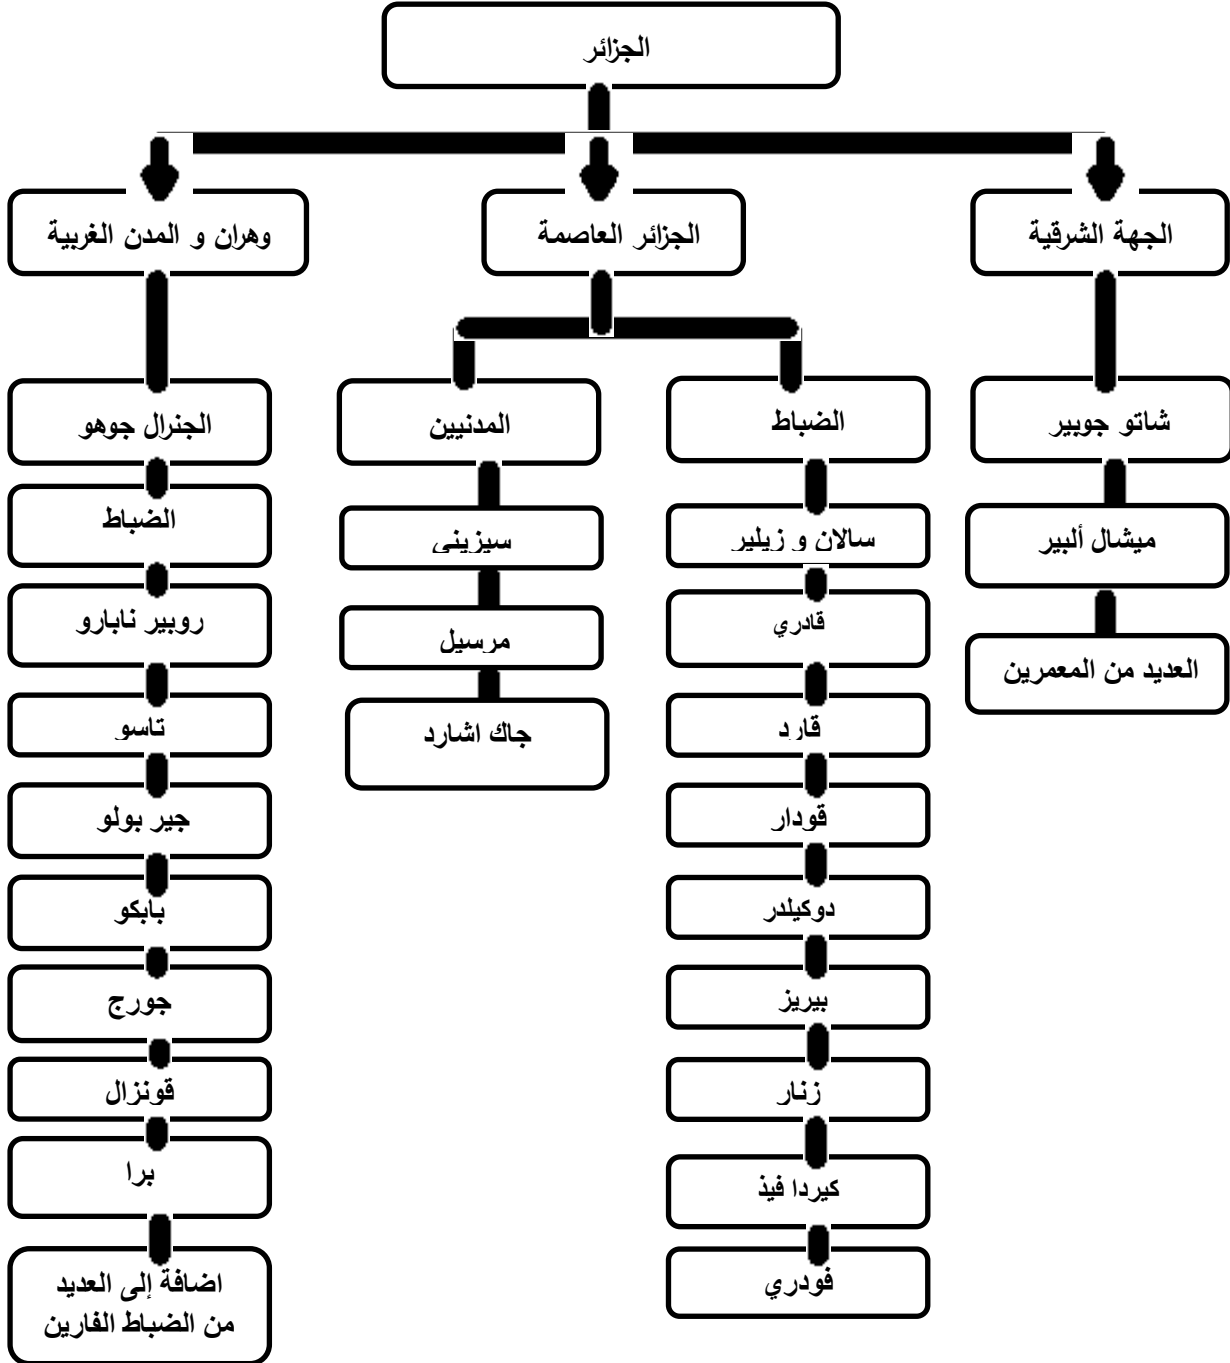 الجزائر
الجهة الشرقية
الجزائر العاصمة
وهران و المدن الغربية
شاتو جوبير
ميشال ألبير
العديد من المعمرين
الضباط
سالان و زيلير
قادري
قارد
قودار
دوكيلدر
بيريز
زنار
كيردا فيذ
فودري
المدنيين
سيزيني
مرسيل
جاك اشارد
الجنرال جوهو
الضباط
روبير نابارو
تاسو
جير بولو
بابكو
جورج
قونزال
برا
اضافة إلى العديد
من الضباط الفارين